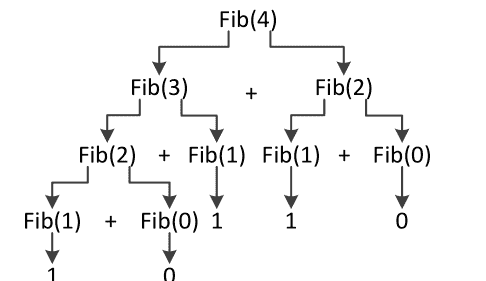 Fib(4)
Fib(3) + Fib(2)
Fib(2) + Fib(1) Fib(1) + Fib(0)
Fib(1) + Fib(0) 1 1 0
1 0